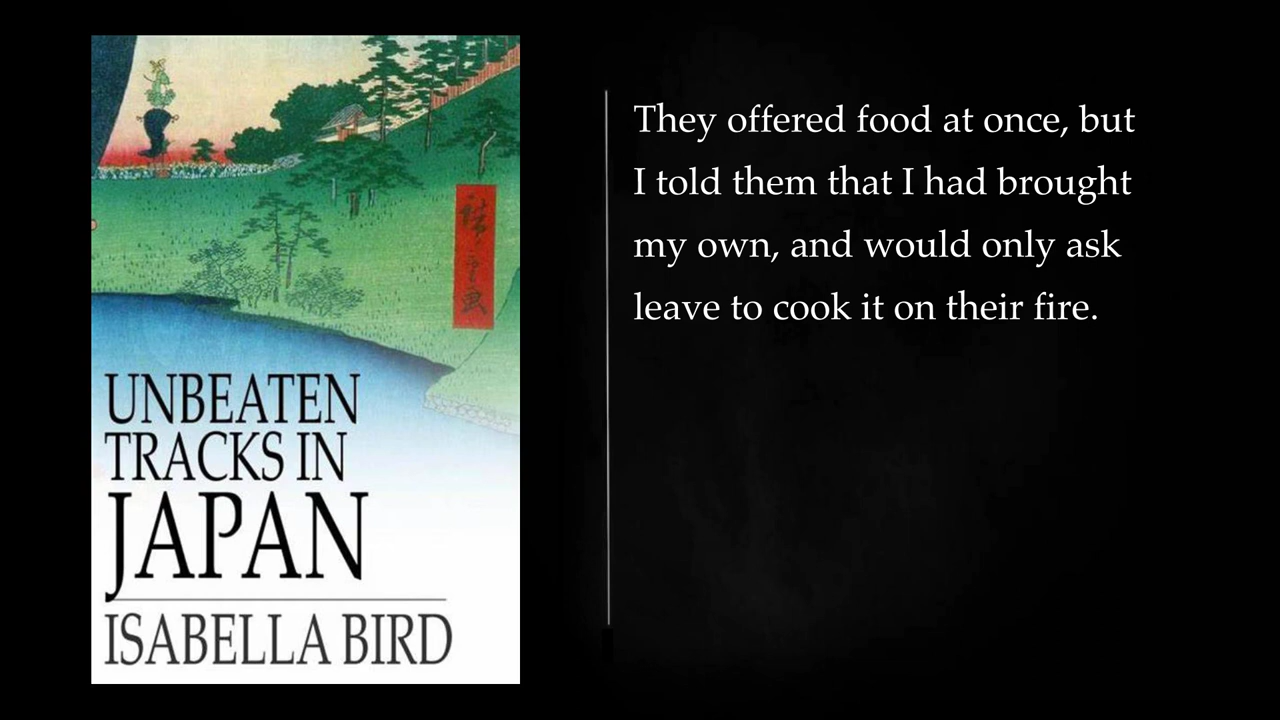 UNBEATEN
TRACKS IN
JAPAN
ISABELLA BIRD
They offered food at once, but
I told them that I had brought
my own, and would only ask
leave to cook it on their fire.